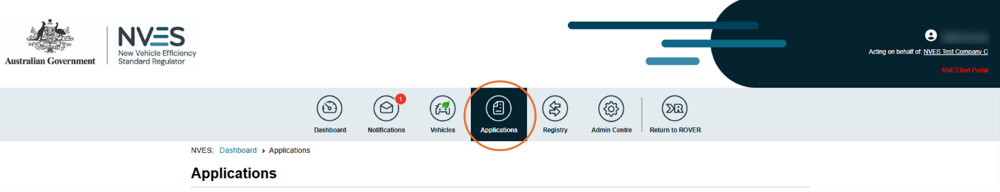 Australian Government
NVES
New Vehicle Efficiency
Standard Regulator
Acting on behalf of: NVES Test Company C
NVESTest Portal
1
Dashboard
Notifications
Vehicles
Applications
Registry
Admin Centre
Return to ROVER
NVES: Dashboard > Applications
Applications